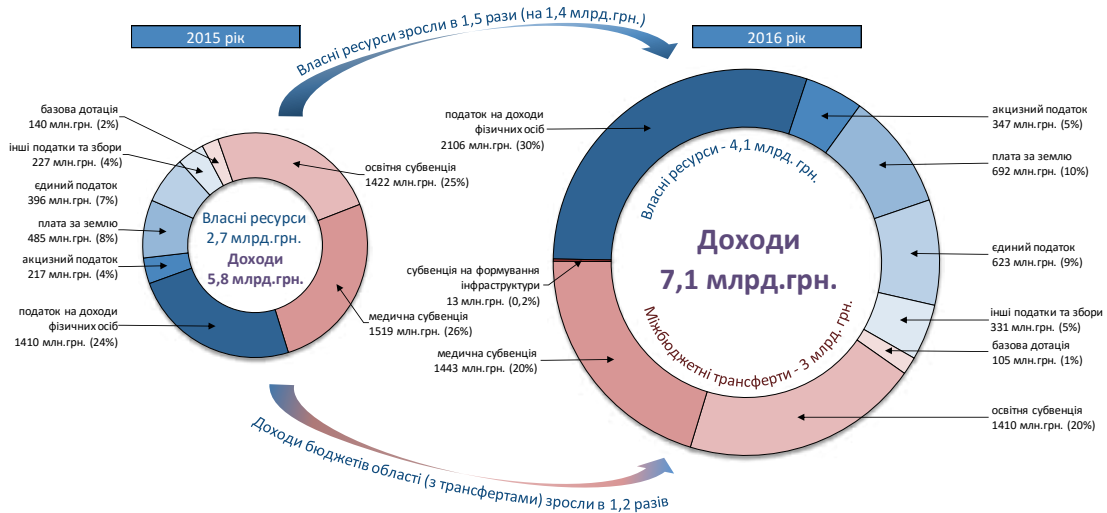 2015 рік
Власні ресурси зросли в 1,5 рази (на 1,4 млрд.грн.)
2016 рік
базова дотація
140 млн.грн. (2%)
інші податки та збори
227 млн.грн. (4%)
єдиний податок
396 млн.грн. (7%)
плата за землю
485 млн.грн. (8%)
акцизний податок
217 млн.грн. (4%)
податок на доходи
фізичних осіб
1410 млн.грн. (24%)
Власні ресурси
2,7 млрд.грн.
Доходи
5,8 млрд.грн.
освітня субвенція
1422 млн.грн. (25%)
медична субвенція
1519 млн.грн. (26%)
податок на доходи
фізичних осіб
2106 млн.грн. (30%)
субвенція на формування
інфраструктури
13 млн.грн. (0,2%)
медична субвенція
1443 млн.грн. (20%)
Власні ресурси - 4,1 млрд. грн.
Доходи
7,1 млрд.грн.
Міжбюджетні трансферти - 3 млрд. грн.
акцизний податок
347 млн.грн. (5%)
плата за землю
692 млн.грн. (10%)
єдиний податок
623 млн.грн. (9%)
інші податки та збори
331 млн.грн. (5%)
базова дотація
105 млн.грн. (1%)
освітня субвенція
1410 млн.грн. (20%)
Доходи бюджетів області (з трансфертами) зросли в 1,2 разів